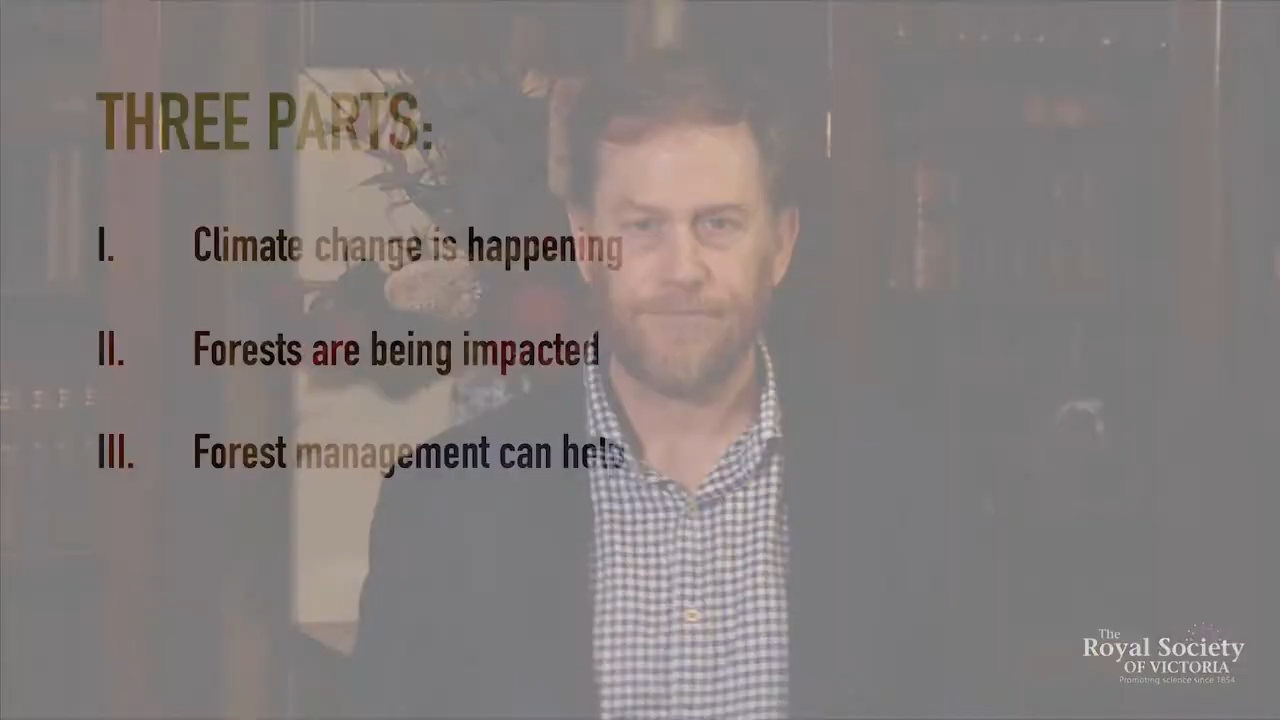 THREE PARTS:
I. Climate change is happening
II. Forests are being impacted
III. Forest management can help
The
Royal Society
OF VICTORIA
Promoting science since 1854